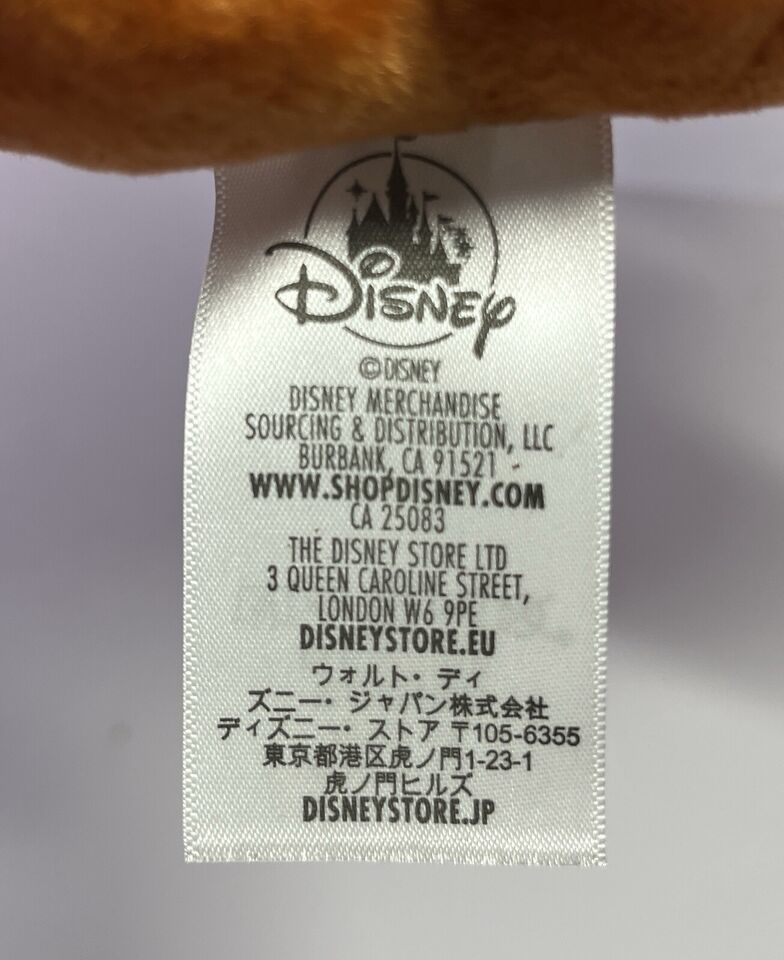 Disney
©DISNEY
DISNEY MERCHANDISE
SOURCING & DISTRIBUTION, LLC
BURBANK, CA 91521
WWW.SHOPDISNEY.COM
CA 25083
THE DISNEY STORE LTD
3 QUEEN CAROLINE STREET,
LONDON W6 9PE
DISNEYSTORE.EU
ウォルト・ディ
ズニー・ジャパン株式会社
ディズニー・ストア 〒105-6355
東京都港区虎ノ門1-23-1
虎ノ門ヒルズ
DISNEYSTORE.JP